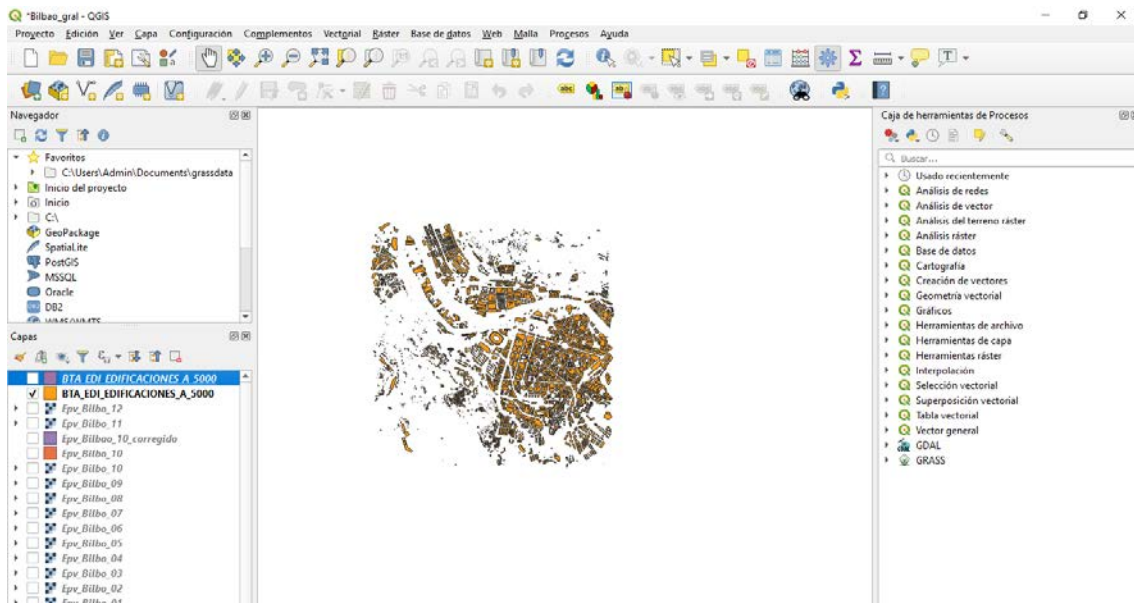 *Bilbao_gral - QGIS
Proyecto Edición Ver Capa Configuración Complementos Vectorial Ráster Base de datos Web Malla Procesos Ayuda
Navegador
Favoritos
C:\Users\Admin\Documents\grassdata
Inicio del proyecto
Inicio
C:\
GeoPackage
SpatiaLite
PostGIS
MSSQL
Oracle
DB2
WMS/WMTS
Capas
BTA_EDI_EDIFICACIONES_A_5000
BTA_EDI_EDIFICACIONES_A_5000
Epv_Bilbo_12
Epv_Bilbo_11
Epv_Bilbao_10_corregido
Epv_Bilbo_10
Epv_Bilbo_10
Epv_Bilbo_09
Epv_Bilbo_08
Epv_Bilbo_07
Epv_Bilbo_06
Epv_Bilbo_05
Epv_Bilbo_04
Epv_Bilbo_03
Epv_Bilbo_02
Epv_Bilbo_01
Caja de herramientas de Procesos
Buscar...
Usado recientemente
Análisis de redes
Análisis de vector
Análisis del terreno ráster
Análisis ráster
Base de datos
Cartografía
Creación de vectores
Geometría vectorial
Gráficos
Herramientas de archivo
Herramientas de capa
Herramientas ráster
Interpolación
Selección vectorial
Superposición vectorial
Tabla vectorial
Vector general
GDAL
GRASS